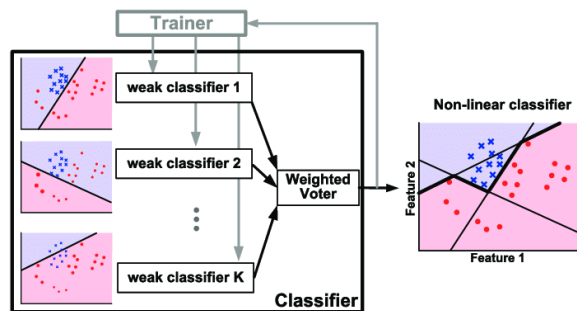 Trainer
weak classifier 1
weak classifier 2
weak classifier K
Weighted
Voter
Classifier
Non-linear classifier
Feature 2
Feature 1